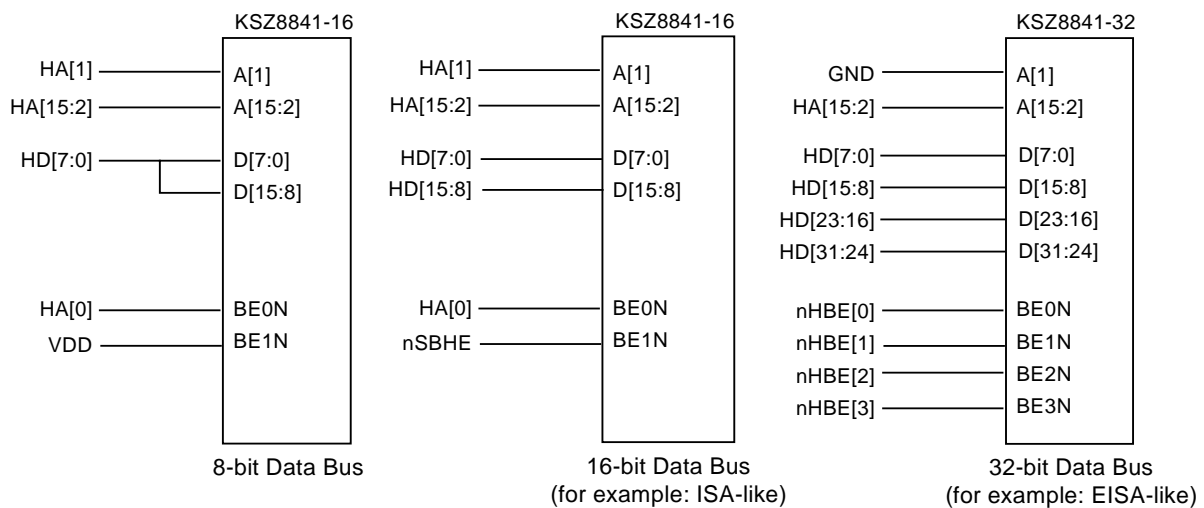 KSZ8841-16
HA[1]
A[1]
HA[15:2]
A[15:2]
HD[7:0]
D[7:0]
D[15:8]
HA[0]
BE0N
VDD
BE1N
8-bit Data Bus
KSZ8841-16
HA[1]
A[1]
HA[15:2]
A[15:2]
HD[7:0]
D[7:0]
HD[15:8]
D[15:8]
HA[0]
BE0N
nSBHE
BE1N
16-bit Data Bus
(for example: ISA-like)
KSZ8841-32
GND
A[1]
HA[15:2]
A[15:2]
HD[7:0]
D[7:0]
HD[15:8]
D[15:8]
HD[23:16]
D[23:16]
HD[31:24]
D[31:24]
nHBE[0]
BE0N
nHBE[1]
BE1N
nHBE[2]
BE2N
nHBE[3]
BE3N
32-bit Data Bus
(for example: EISA-like)